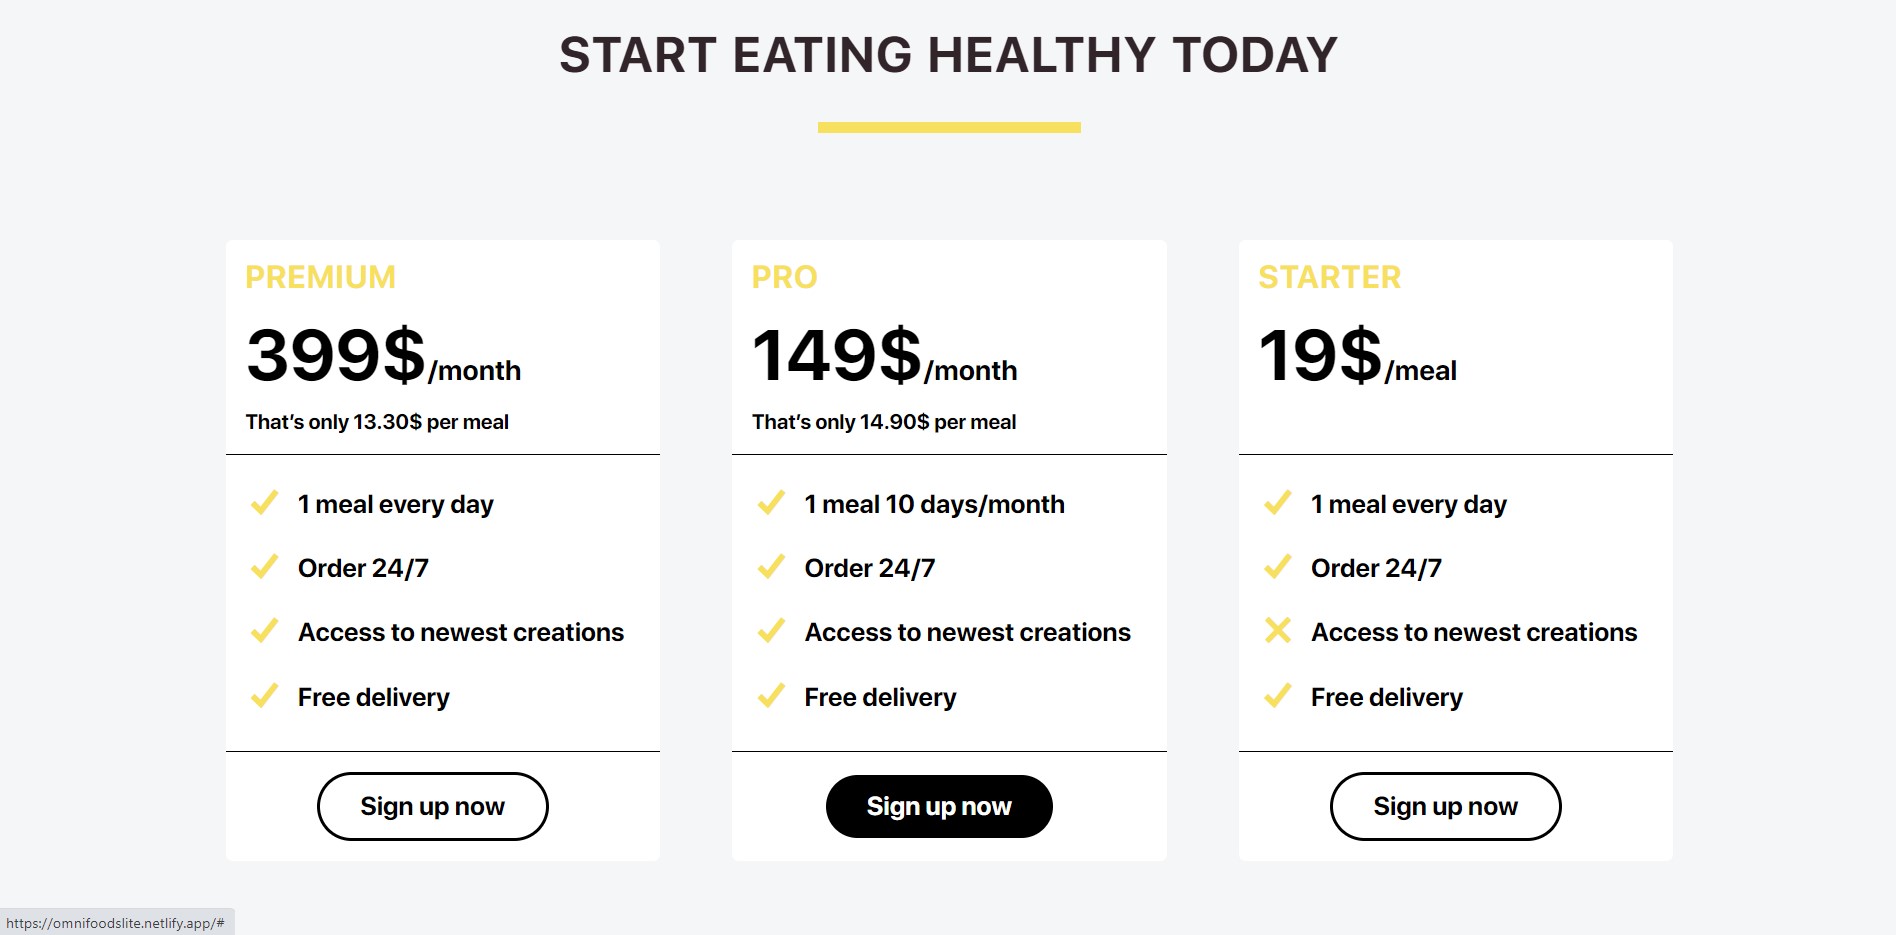 START EATING HEALTHY TODAY
PREMIUM
399$/month
That's only 13.30$ per meal
1 meal every day
Order 24/7
Access to newest creations
Free delivery
Sign up now
PRO
149$/month
That's only 14.90$ per meal
1 meal 10 days/month
Order 24/7
Access to newest creations
Free delivery
Sign up now
STARTER
19$/meal
1 meal every day
Order 24/7
Access to newest creations
Free delivery
Sign up now
https://omnifoodslite.netlify.app/#